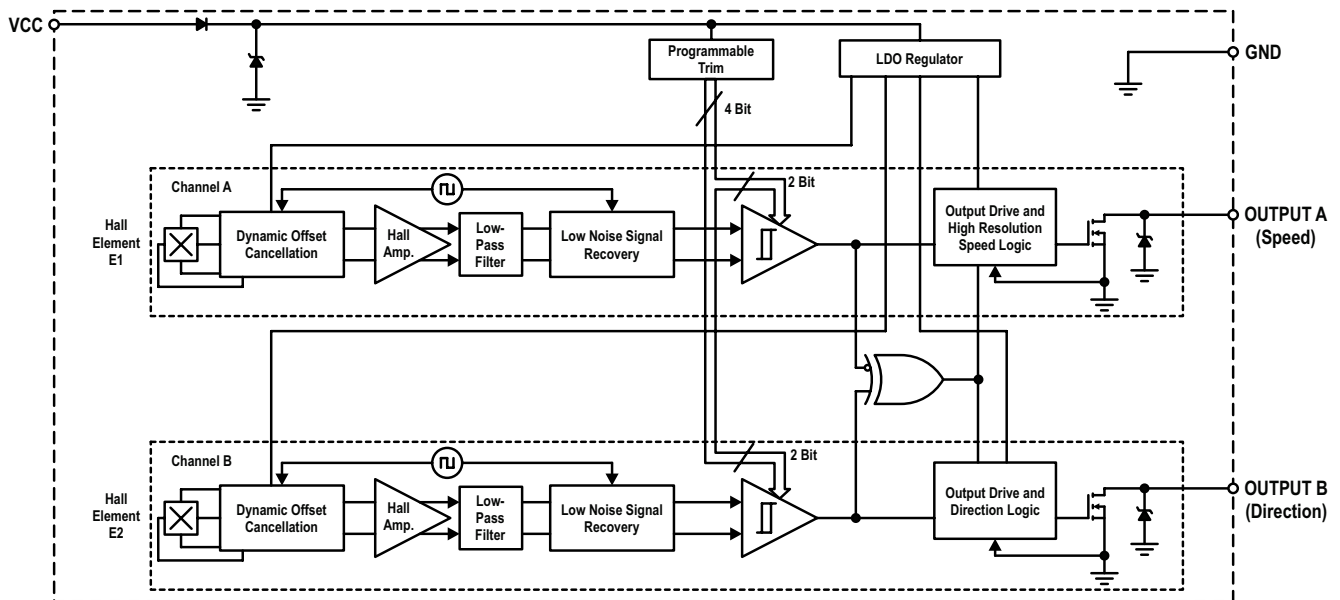 VCC
GND
Programmable
Trim
LDO Regulator
4 Bit
Channel A
2 Bit
Hall
Element
E1
Dynamic Offset
Cancellation
Hall
Amp.
Low-
Pass
Filter
Low Noise Signal
Recovery
Output Drive and
High Resolution
Speed Logic
OUTPUT A
(Speed)
Channel B
2 Bit
Hall
Element
E2
Dynamic Offset
Cancellation
Hall
Amp.
Low-
Pass
Filter
Low Noise Signal
Recovery
Output Drive and
Direction Logic
OUTPUT B
(Direction)